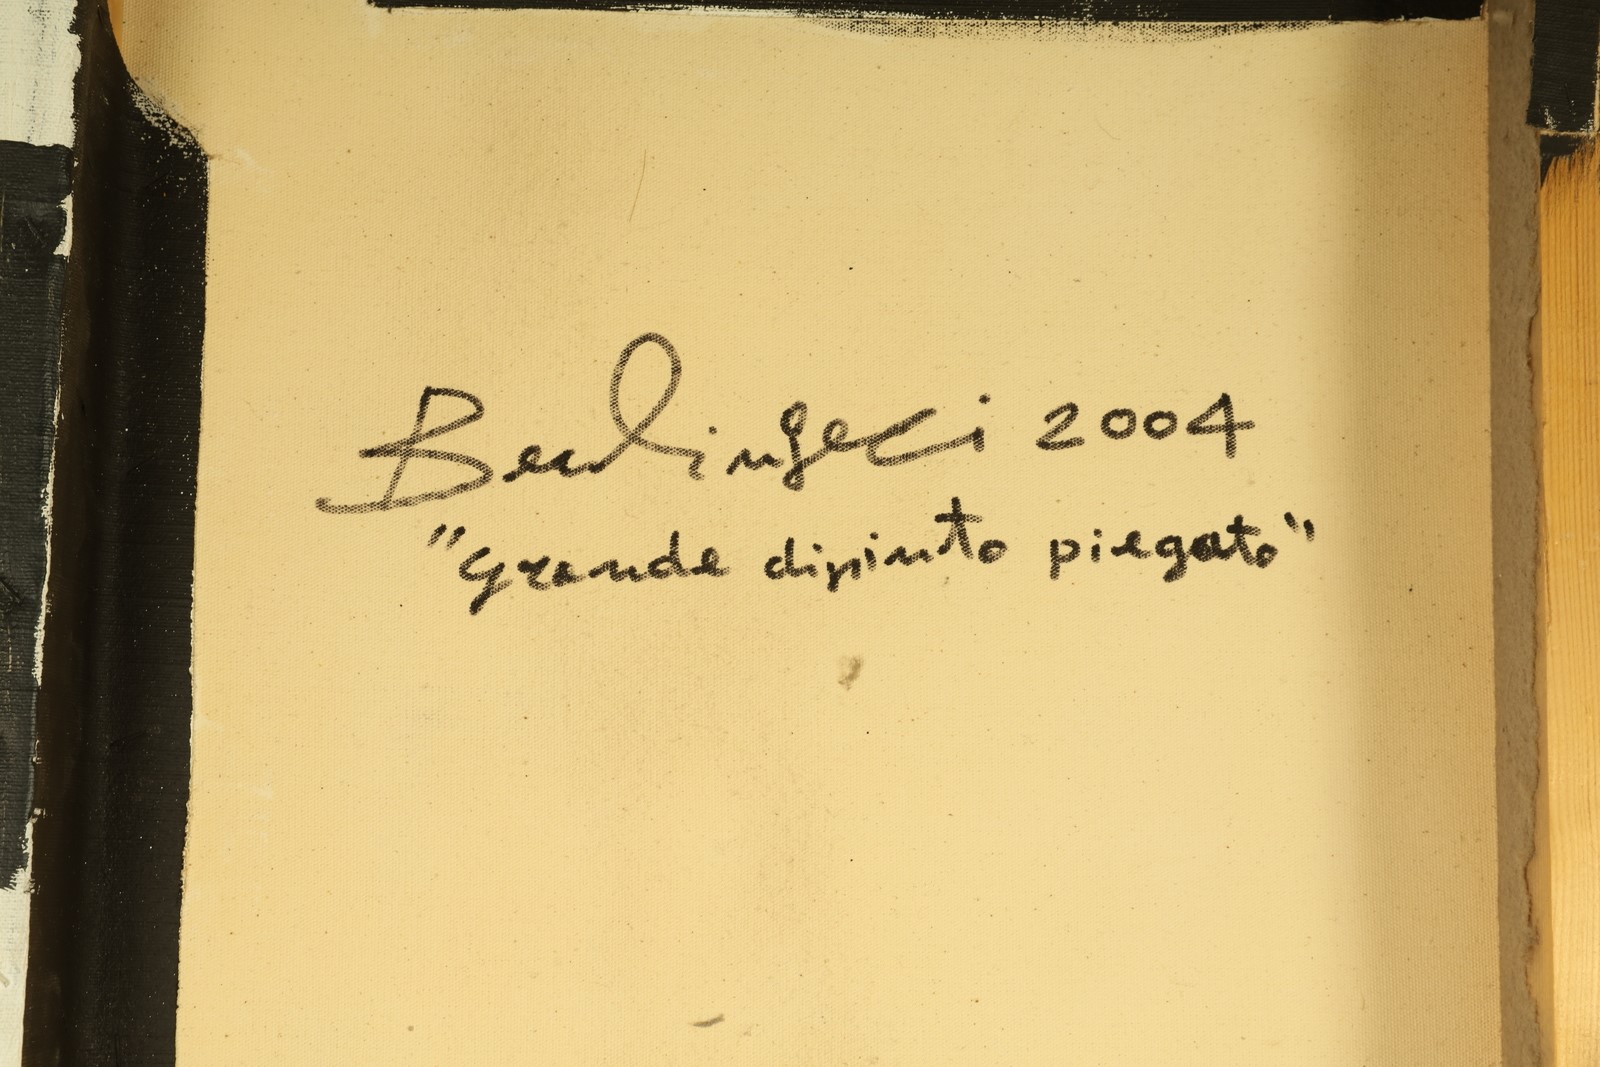 Berlingeri 2004
"Grande dipinto piegato"